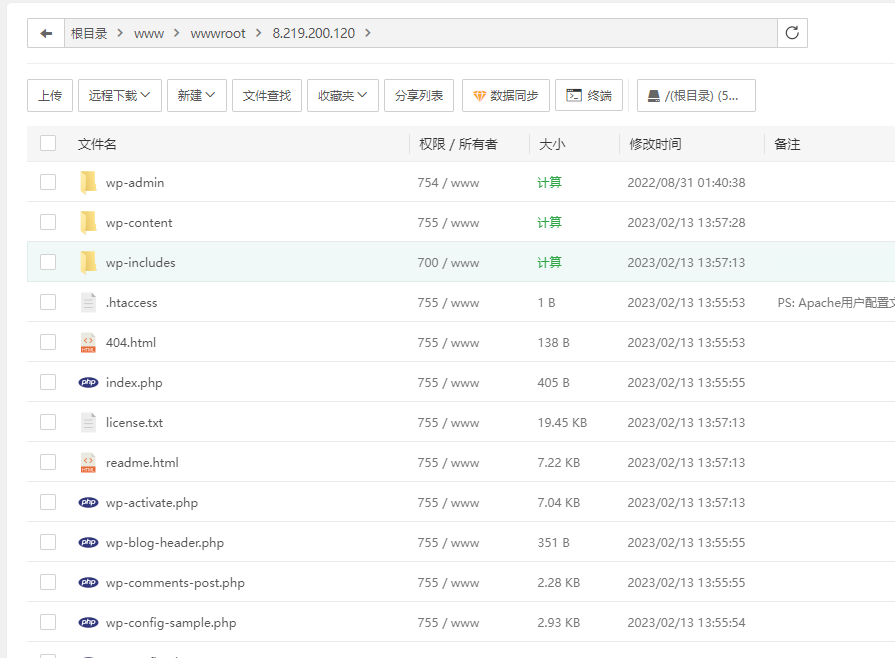 根目录 www wwwroot 8.219.200.120
上传 远程下载 新建 文件查找 收藏夹 分享列表 数据同步 终端 /(根目录) (5...
文件名 权限 / 所有者 大小 修改时间 备注
wp-admin 754 / www 计算 2022/08/31 01:40:38
wp-content 755 / www 计算 2023/02/13 13:57:28
wp-includes 700 / www 计算 2023/02/13 13:57:13
.htaccess 755 / www 1 B 2023/02/13 13:55:53 PS: Apache用户配置文
404.html 755 / www 138 B 2023/02/13 13:55:53
index.php 755 / www 405 B 2023/02/13 13:55:55
license.txt 755 / www 19.45 KB 2023/02/13 13:57:13
readme.html 755 / www 7.22 KB 2023/02/13 13:57:13
wp-activate.php 755 / www 7.04 KB 2023/02/13 13:57:13
wp-blog-header.php 755 / www 351 B 2023/02/13 13:55:55
wp-comments-post.php 755 / www 2.28 KB 2023/02/13 13:55:55
wp-config-sample.php 755 / www 2.93 KB 2023/02/13 13:55:54